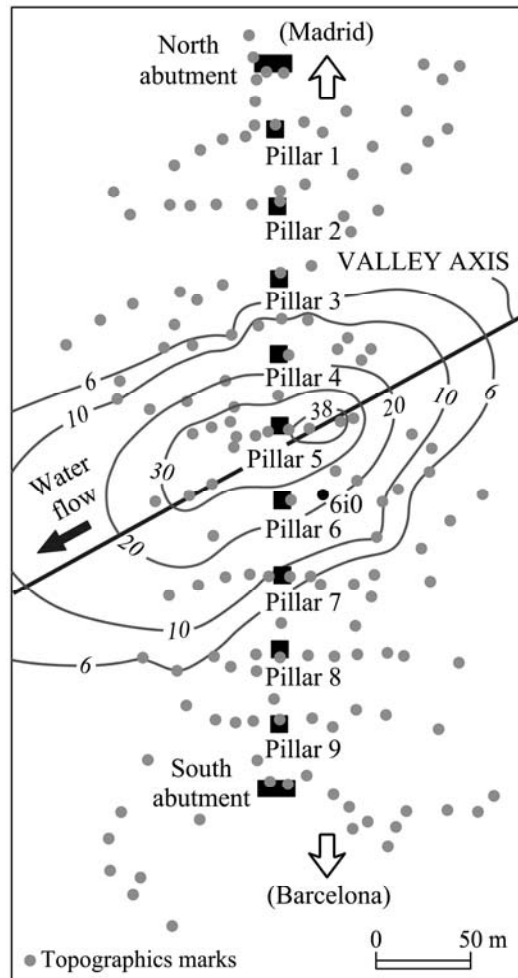 North
abutment
(Madrid)
Pillar 1
Pillar 2
VALLEY AXIS
Pillar 3
6
10
Pillar 4
20
10
6
38
30
Pillar 5
Water
flow
6i0
Pillar 6
20
Pillar 7
10
6
Pillar 8
Pillar 9
South
abutment
(Barcelona)
Topographics marks
0 50 m